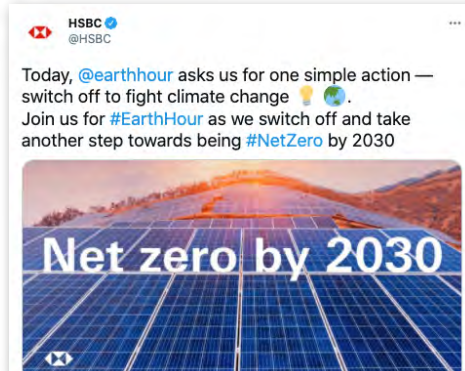 HSBC
@HSBC
Today, @earthhour asks us for one simple action —
switch off to fight climate change 💡 🌏.
Join us for #EarthHour as we switch off and take
another step towards being #NetZero by 2030
Net zero by 2030